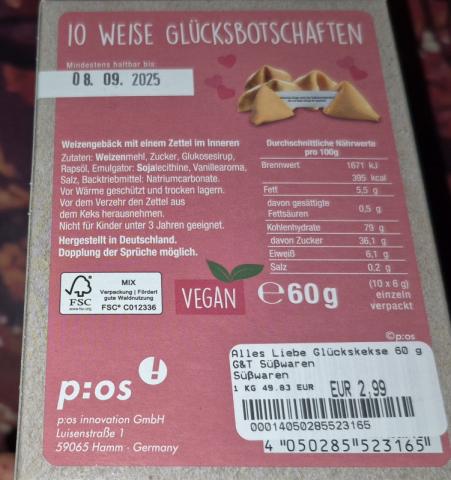 10 WEISE GLÜCKSBOTSCHAFTEN
Mindestens haltbar bis:
08. 09. 2025
Weizengebäck mit einem Zettel im Inneren
Zutaten: Weizenmehl, Zucker, Glukosesirup,
Rapsöl, Emulgator: Sojalecithine, Vanillearoma,
Salz, Backtriebmittel: Natriumcarbonate.
Vor Wärme geschützt und trocken lagern.
Vor dem Verzehr den Zettel aus
dem Keks herausnehmen.
Nicht für Kinder unter 3 Jahren geeignet.
Hergestellt in Deutschland.
Dopplung der Sprüche möglich.
Durchschnittliche Nährwerte
pro 100g
Brennwert 1671 kJ
395 kcal
Fett 5,5 g
davon gesättigte
Fettsäuren 0,5 g
Kohlenhydrate 79 g
davon Zucker 36,1 g
Eiweiß 6,1 g
Salz 0,2 g
FSC
www.fsc.org
MIX
Verpackung | Fördert
gute Waldnutzung
FSC® C012336
VEGAN
℮60g
(10 x 6 g)
einzeln
verpackt
©p:os
p:os
p:os innovation GmbH
Luisenstraße 1
59065 Hamm · Germany
Alles Liebe Glückskekse 60 g
G&T Süßwaren
Süßwaren
1 KG 49.83 EUR EUR 2,99
00014050285523165
4 "050285"523165"